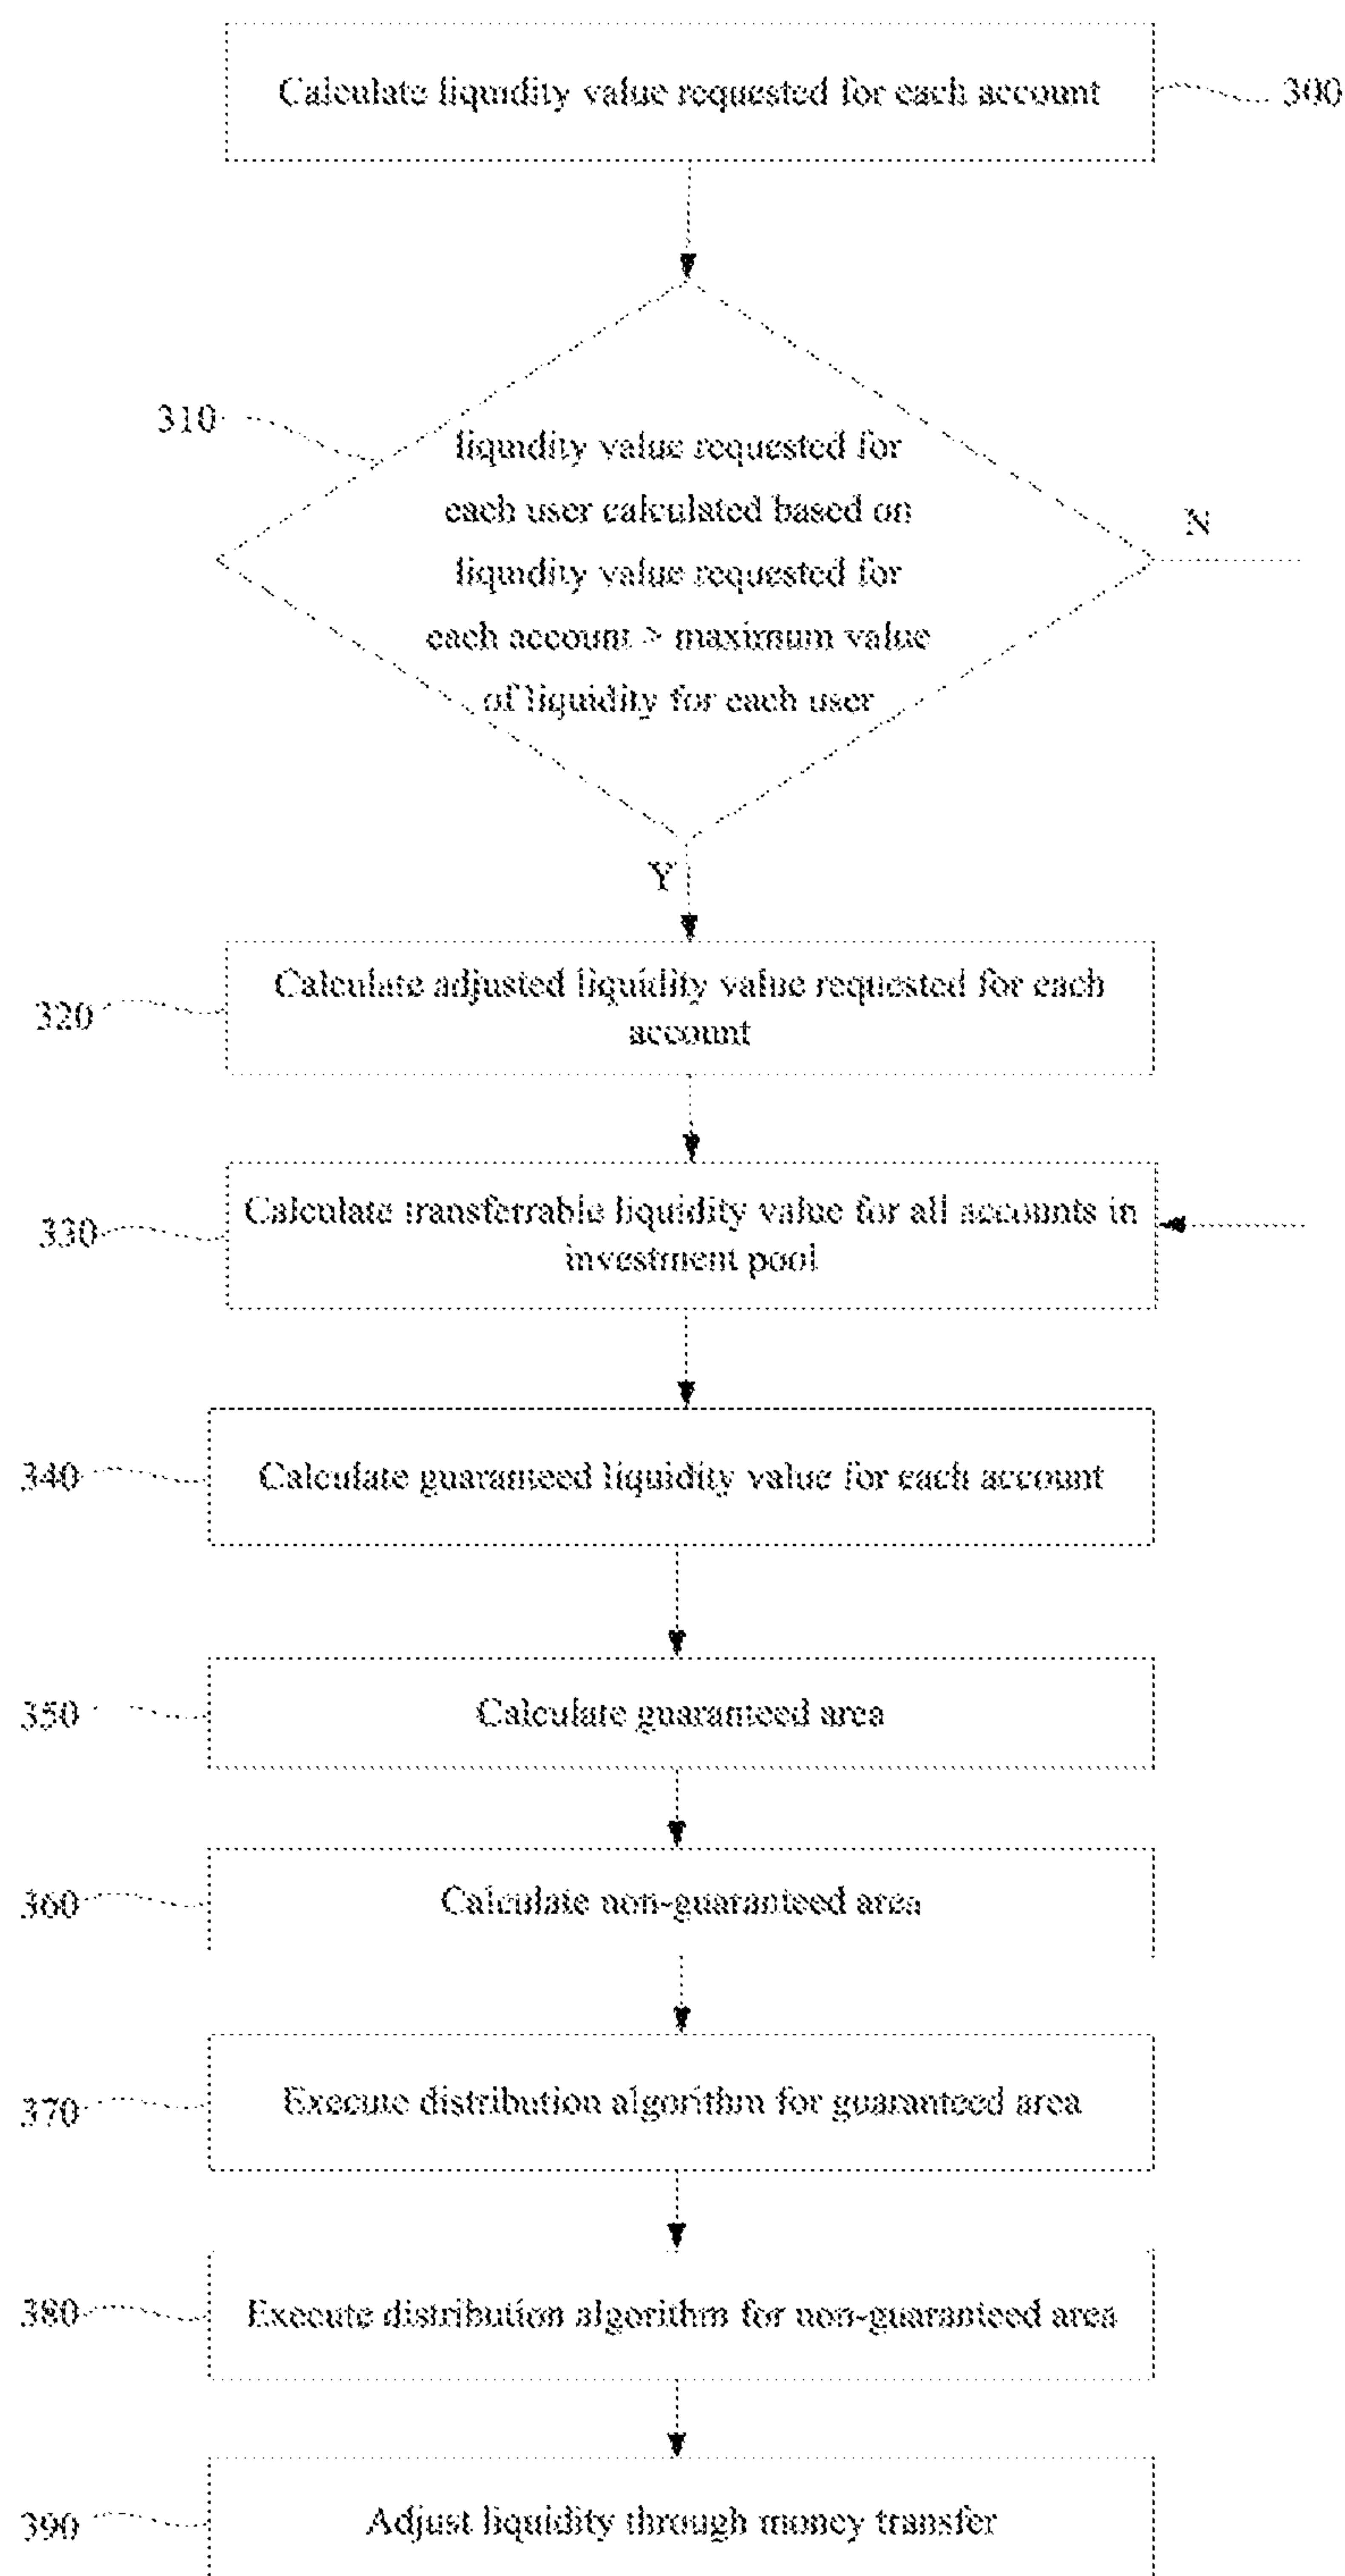 Calculate liquidity value requested for each account
300
310
liquidity value requested for
each user calculated based on
liquidity value requested for
each account > maximum value
of liquidity for each user
N
Y
Calculate adjusted liquidity value requested for each
account
320
Calculate transferrable liquidity value for all accounts in
investment pool
330
340
Calculate guaranteed liquidity value for each account
350
Calculate guaranteed area
360
Calculate non-guaranteed area
370
Execute distribution algorithm for guaranteed area
380
Execute distribution algorithm for non-guaranteed area
390
Adjust liquidity through money transfer